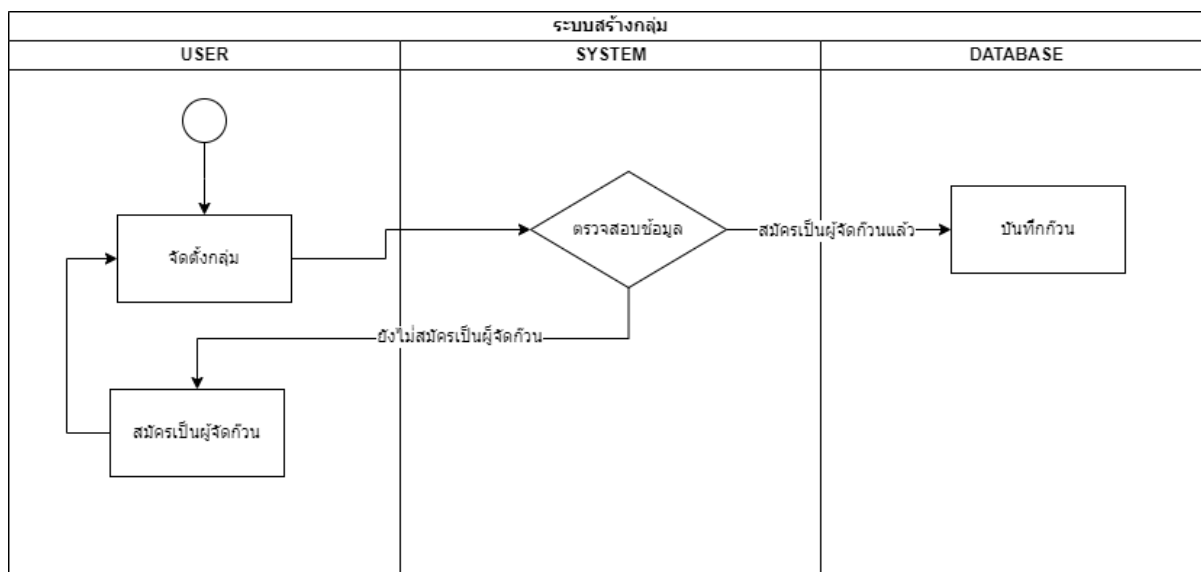 ระบบสร้างกลุ่ม
USER
SYSTEM
DATABASE
จัดตั้งกลุ่ม
ตรวจสอบข้อมูล
สมัครเป็นผู้จัดก๊วนแล้ว
บันทึกก๊วน
ยังไม่สมัครเป็นผู้จัดก๊วน
สมัครเป็นผู้จัดก๊วน